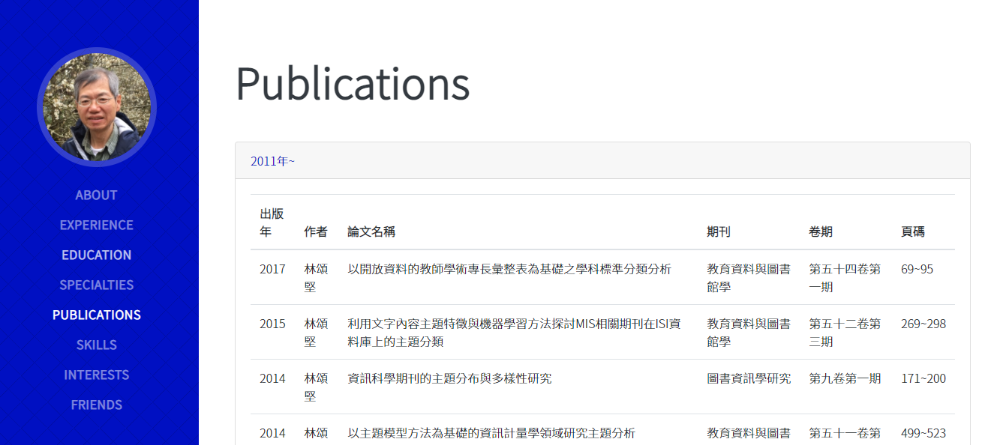 ABOUT
EXPERIENCE
EDUCATION
SPECIALTIES
PUBLICATIONS
SKILLS
INTERESTS
FRIENDS
Publications
2011年~
出版
年 作者 論文名稱 期刊 卷期 頁碼
2017 林頌 以開放資料的教師學術專長彙整表為基礎之學科標準分類分析 教育資料與圖書 第五十四卷第 69~95
堅 館學 一期
2015 林頌 利用文字內容主題特徵與機器學習方法探討MIS相關期刊在ISI資 教育資料與圖書 第五十二卷第 269~298
堅 料庫上的主題分類 館學 三期
2014 林頌 資訊科學期刊的主題分布與多樣性研究 圖書資訊學研究 第九卷第一期 171~200
堅
2014 林頌 以主題模型方法為基礎的資訊計量學領域研究主題分析 教育資料與圖書 第五十一卷第 499~523